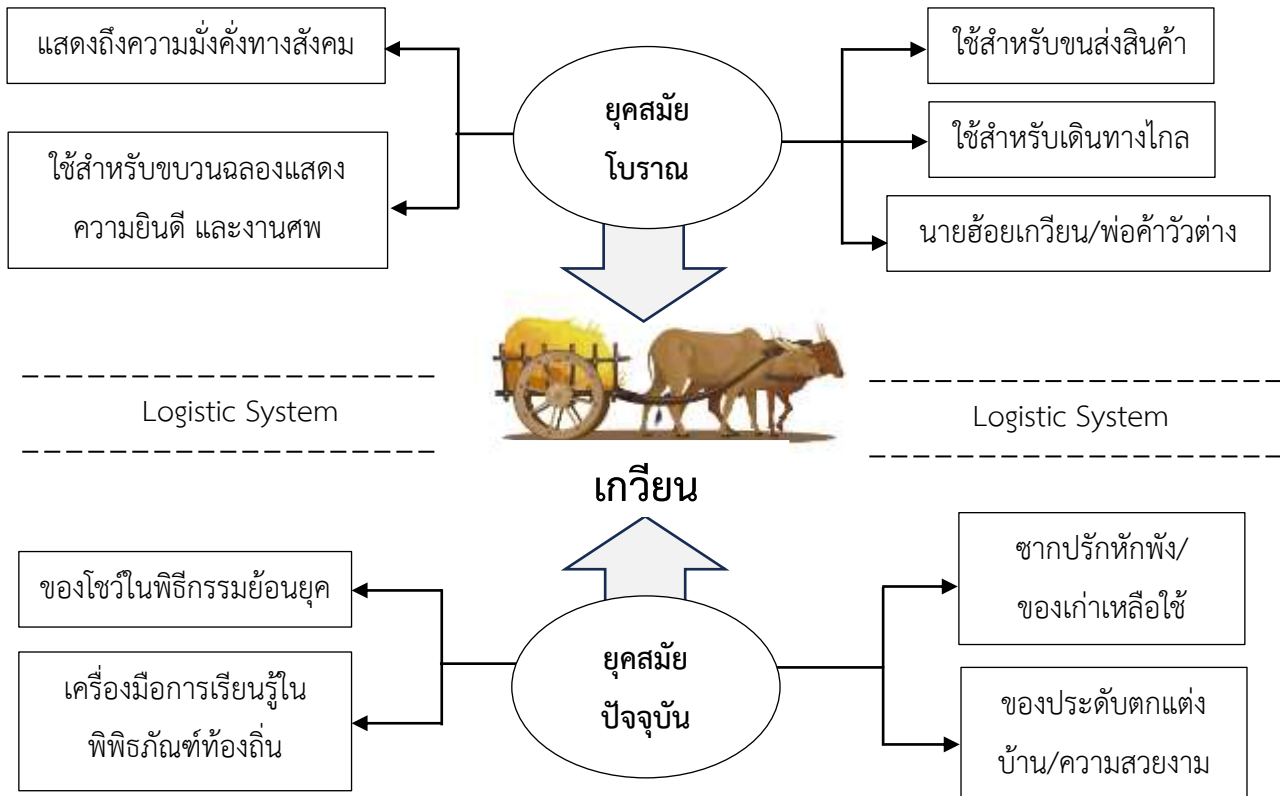 แสดงถึงความมั่งคั่งทางสังคม
ใช้สำหรับขบวนฉลองแสดง
ความยินดี และงานศพ
ยุคสมัย
โบราณ
ใช้สำหรับขนส่งสินค้า
ใช้สำหรับเดินทางไกล
นายฮ้อยเกวียน/พ่อค้าวัวต่าง
Logistic System
Logistic System
เกวียน
ของโชว์ในพิธีกรรมย้อนยุค
เครื่องมือการเรียนรู้ใน
พิพิธภัณฑ์ท้องถิ่น
ยุคสมัย
ปัจจุบัน
ซากปรักหักพัง/
ของเก่าเหลือใช้
ของประดับตกแต่ง
บ้าน/ความสวยงาม